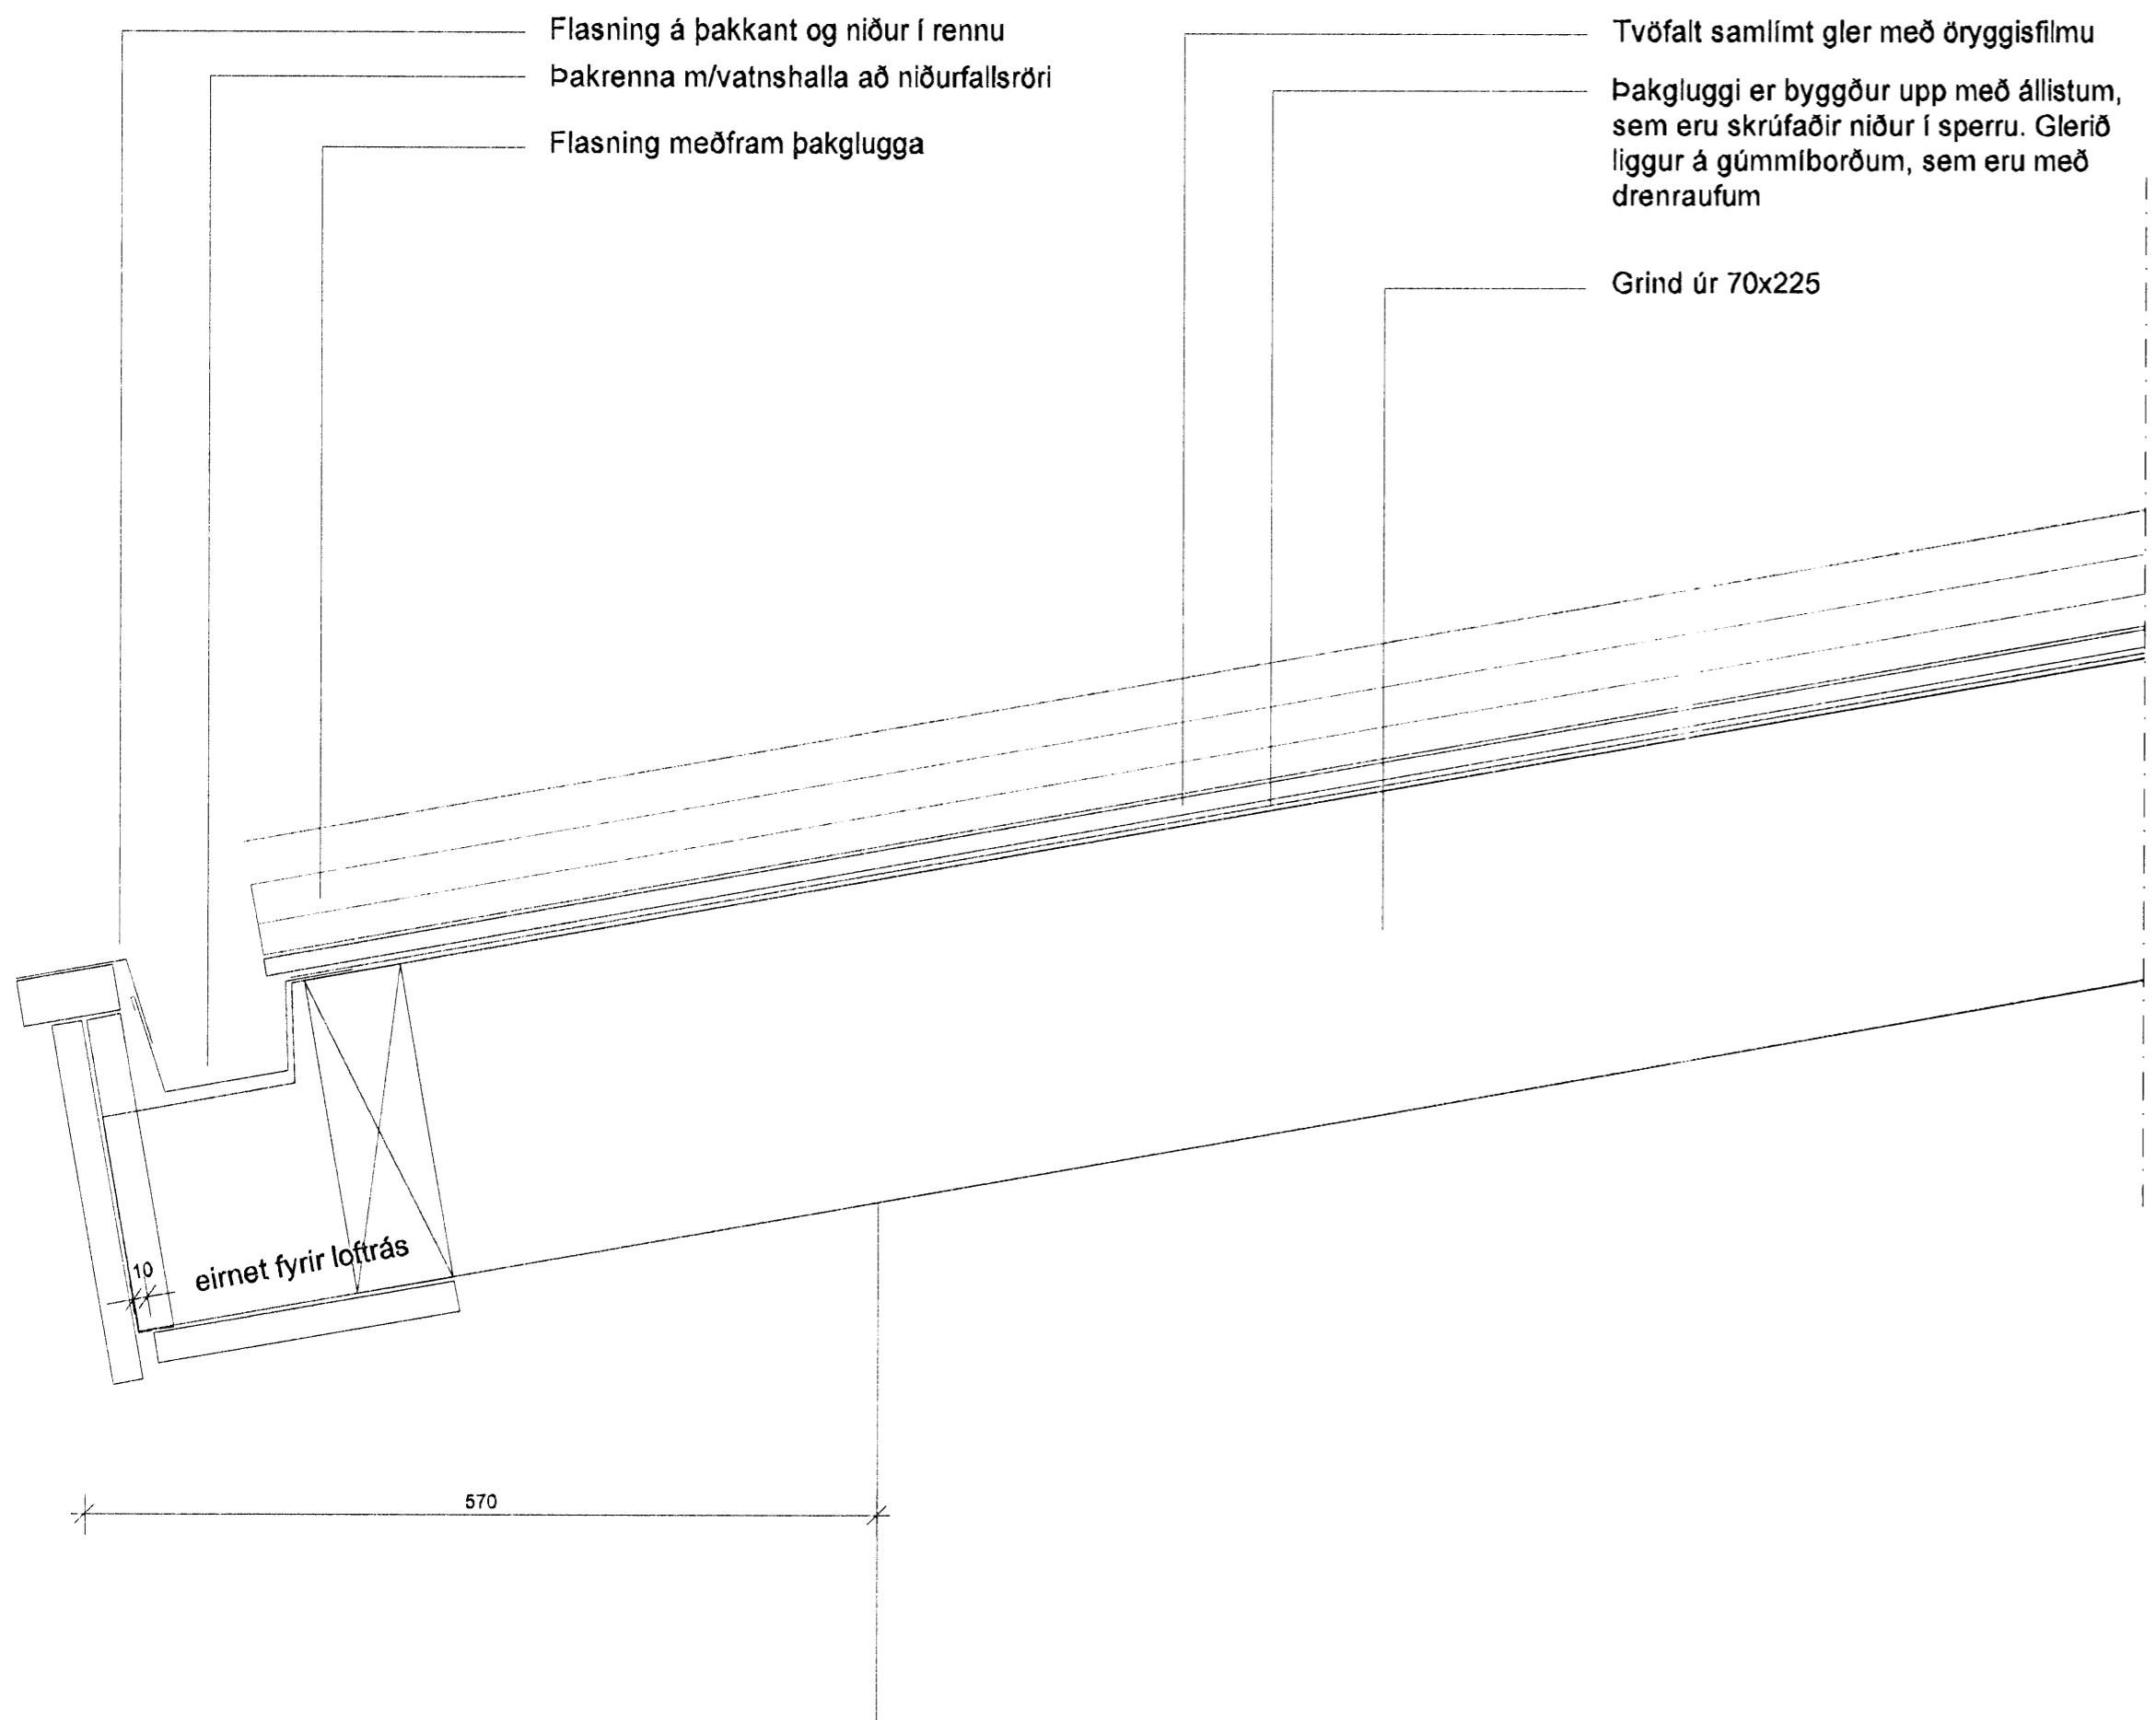 Flasning á þakkant og niður í rennu
Þakrenna m/vatnshalla að niðurfallsröri
Flasning meðfram þakglugga
Tvöfalt samlímt gler með öryggisfilmu
Þakgluggi er byggður upp með állistum,
sem eru skrúfaðir niður í sperru. Glerið
liggur á gúmmíborðum, sem eru með
drenraufum
Grind úr 70x225
10
eirnet fyrir loftrás
570